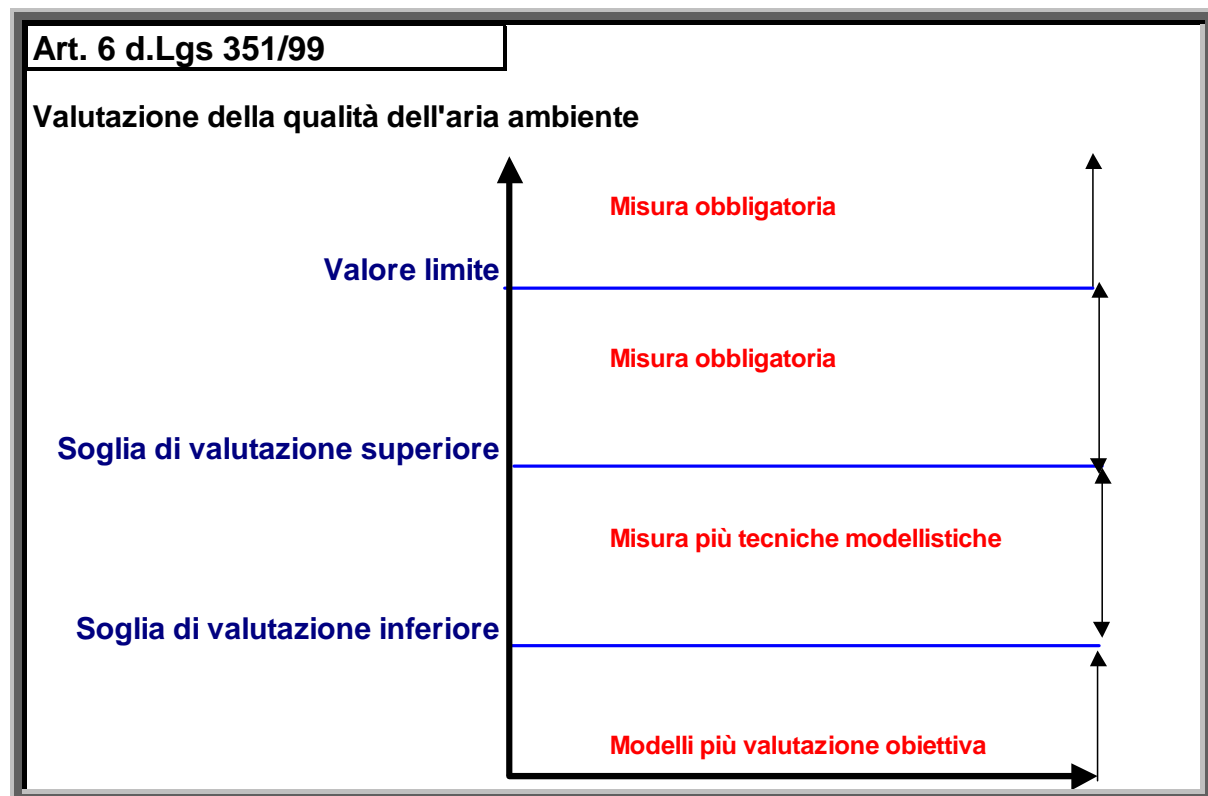 Art. 6 d.Lgs 351/99
Valutazione della qualità dell'aria ambiente
Misura obbligatoria
Valore limite
Misura obbligatoria
Soglia di valutazione superiore
Misura più tecniche modellistiche
Soglia di valutazione inferiore
Modelli più valutazione obiettiva